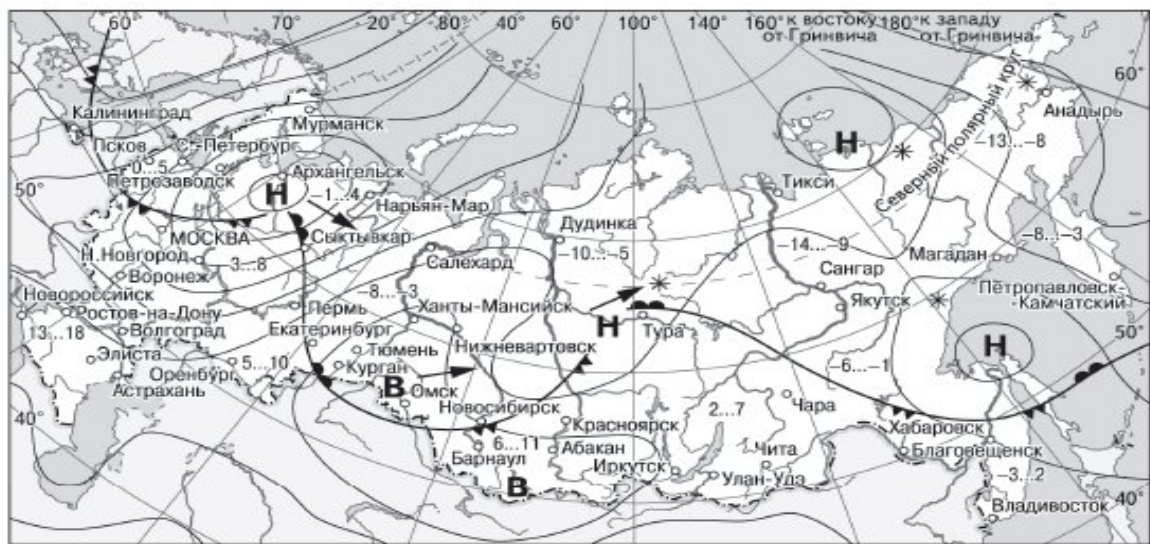 60° 70° 20° 30° 40° 60° 100° 140° 160° к востоку 180° к западу
от Гринвича от Гринвича
60°
Северный полярный круг
Анадырь
Калининград
Мурманск
Н
-13...-8
Псков
С.-Петербург
0...5
Петрозаводск
Архангельск
50°
Н
-1...4
Нарьян-Мар
Тикси
Дудинка
МОСКВА
Сыктывкар
-10...-5
-14...-9
-8...-3
Н.Новгород
3...8
Салехард
Магадан
Воронеж
Сангар
Новороссийск
Пермь
-8...-3
Ханты-Мансийск
Якутск
Петропавловск-
-Камчатский
Ростов-на-Дону
Екатеринбург
Н
Тура
13...18
Волгоград
Тюмень
Нижневартовск
Н
50°
Элиста
5...10
Курган
-6...-1
Оренбург
В
Астрахань
Омск
2...7
Чара
40°
Новосибирск
Красноярск
Хабаровск
6...11
Абакан
Чита
Благовещенск
Барнаул
Иркутск
Улан-Удэ
-3...2
В
40°
Владивосток